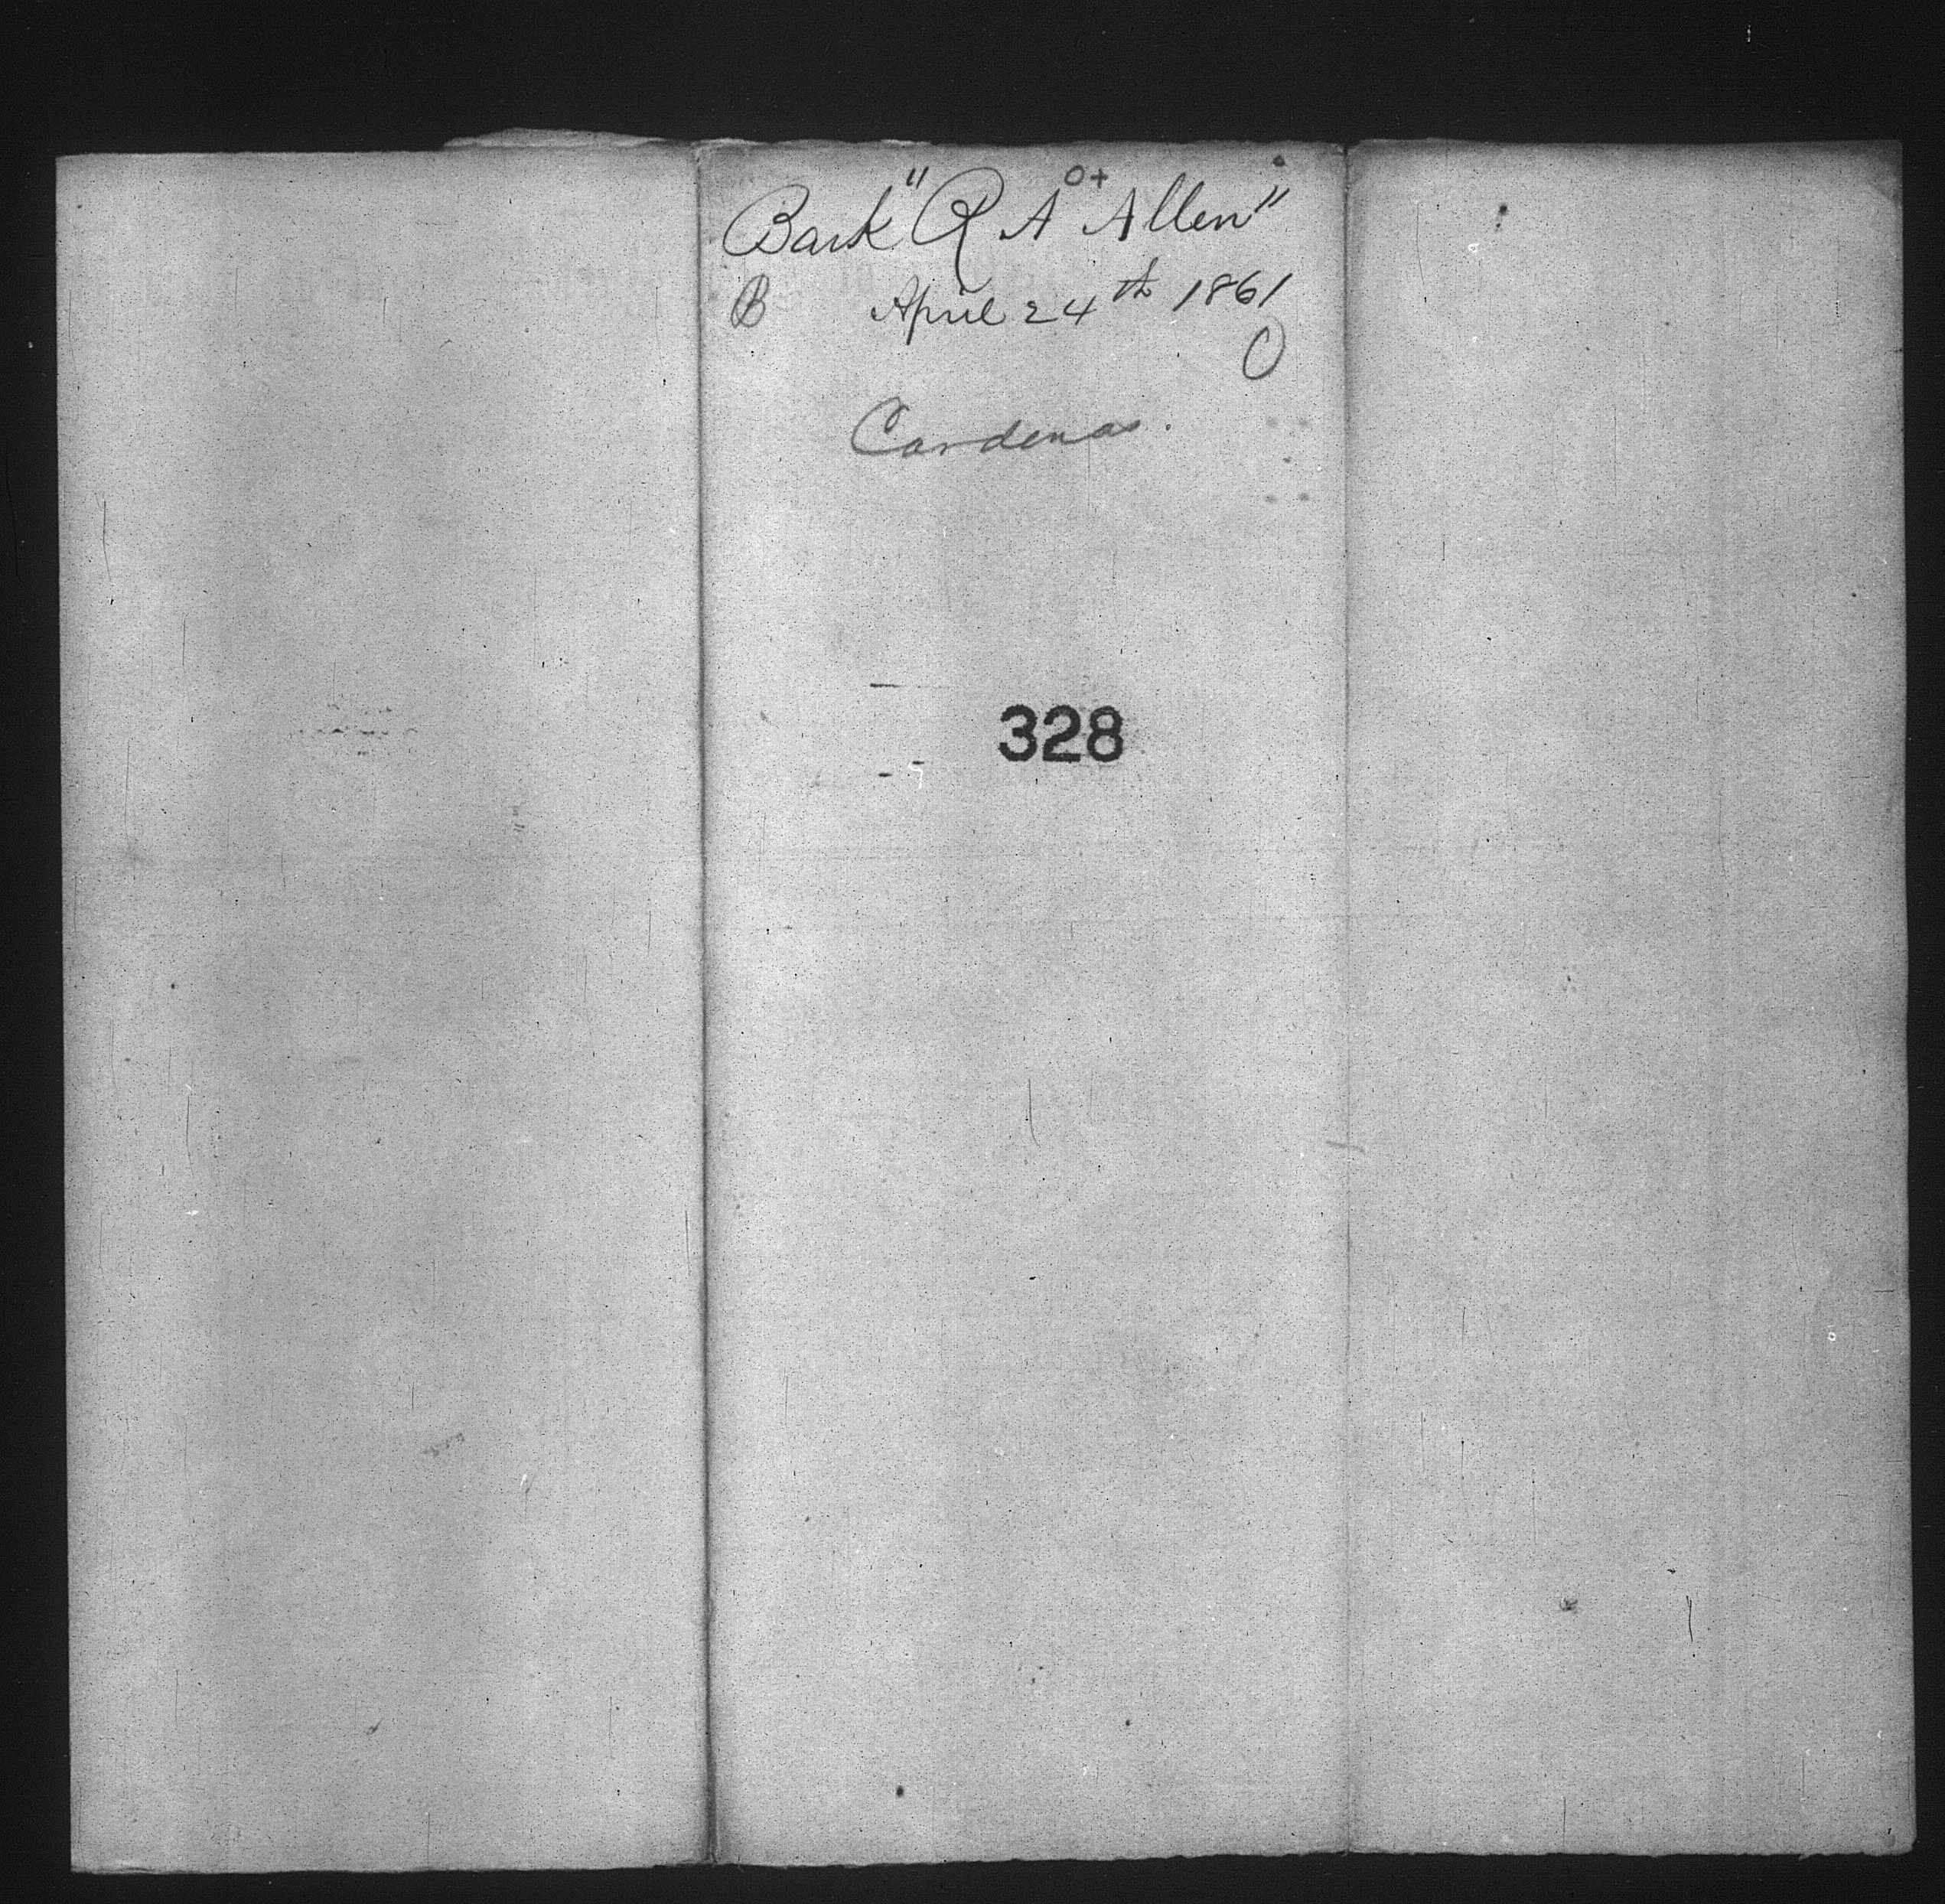 O+
Bark "R A Allen"
B April 24th 1861
O
Cardenas.
328